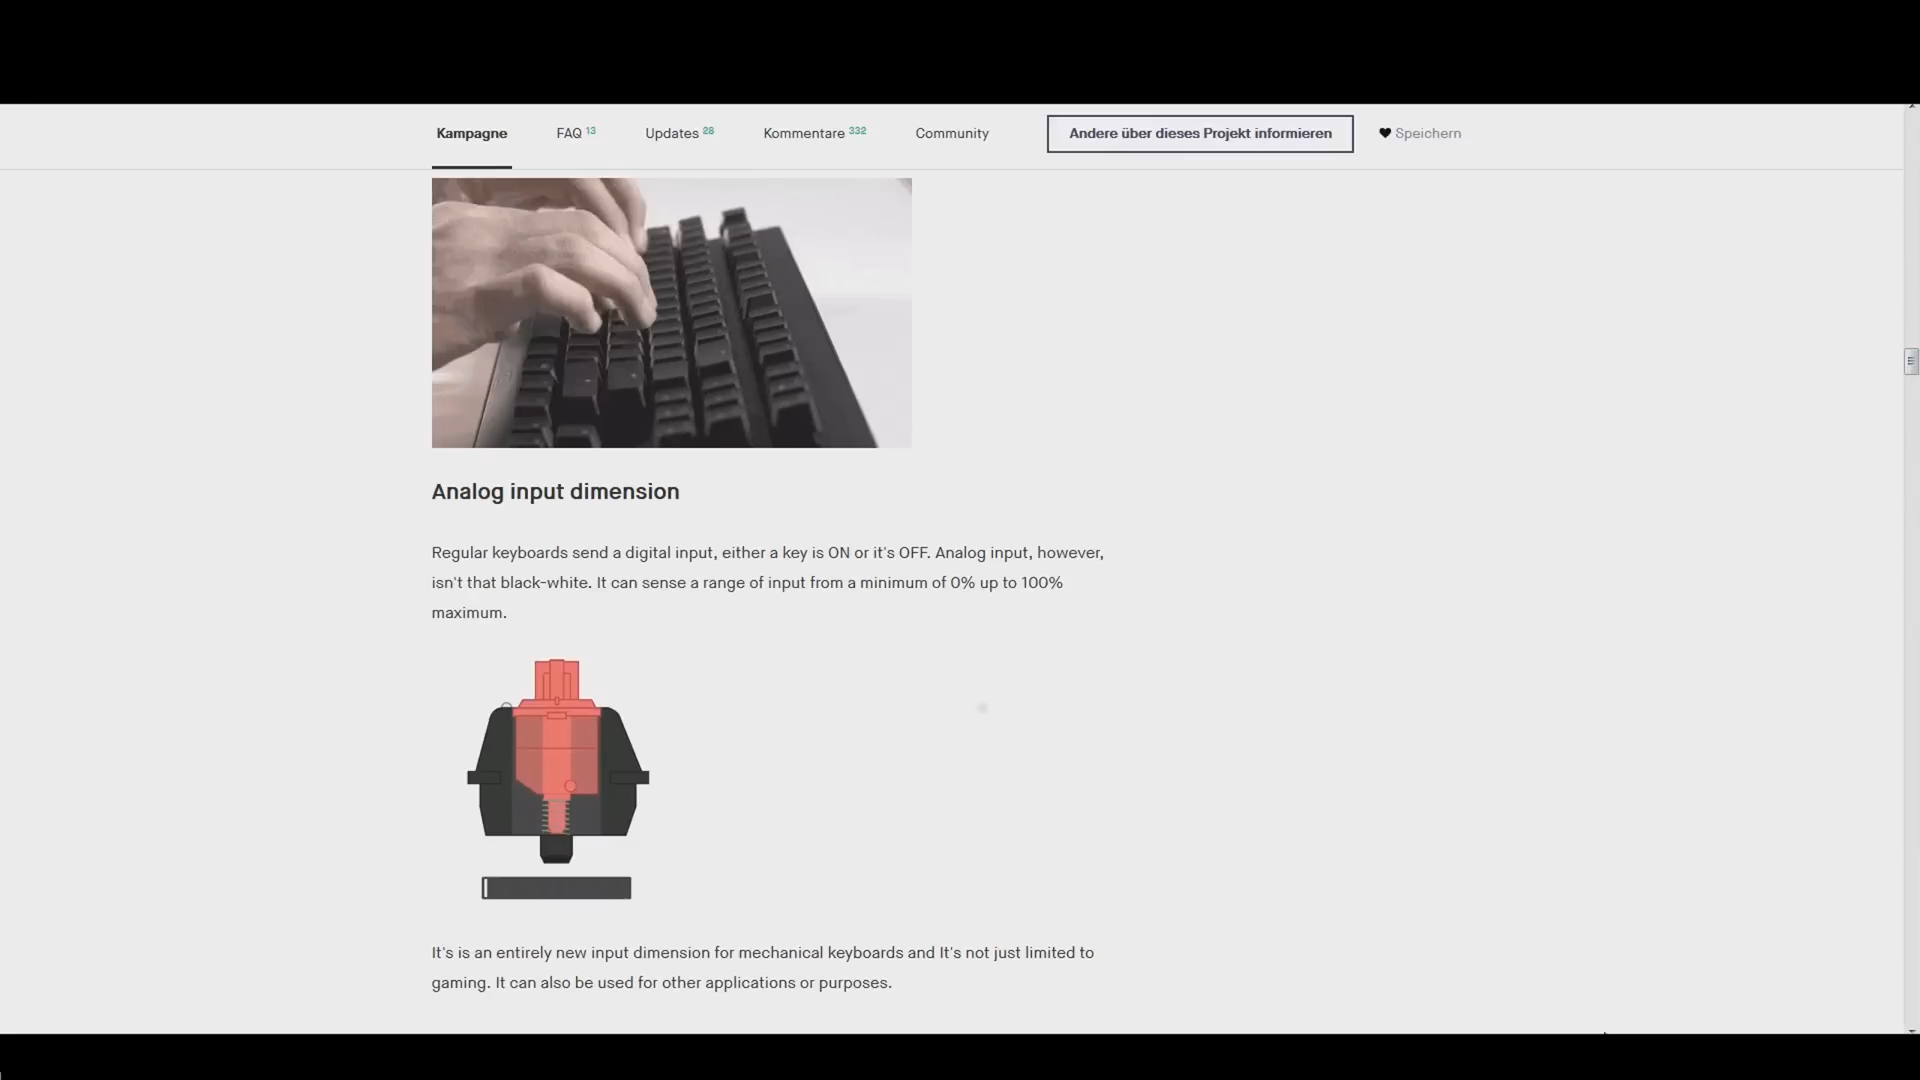 Kampagne FAQ 13 Updates 28 Kommentare 332 Community Andere über dieses Projekt informieren Speichern
Analog input dimension
Regular keyboards send a digital input, either a key is ON or it's OFF. Analog input, however,
isn't that black-white. It can sense a range of input from a minimum of 0% up to 100%
maximum.
It's is an entirely new input dimension for mechanical keyboards and It's not just limited to
gaming. It can also be used for other applications or purposes.